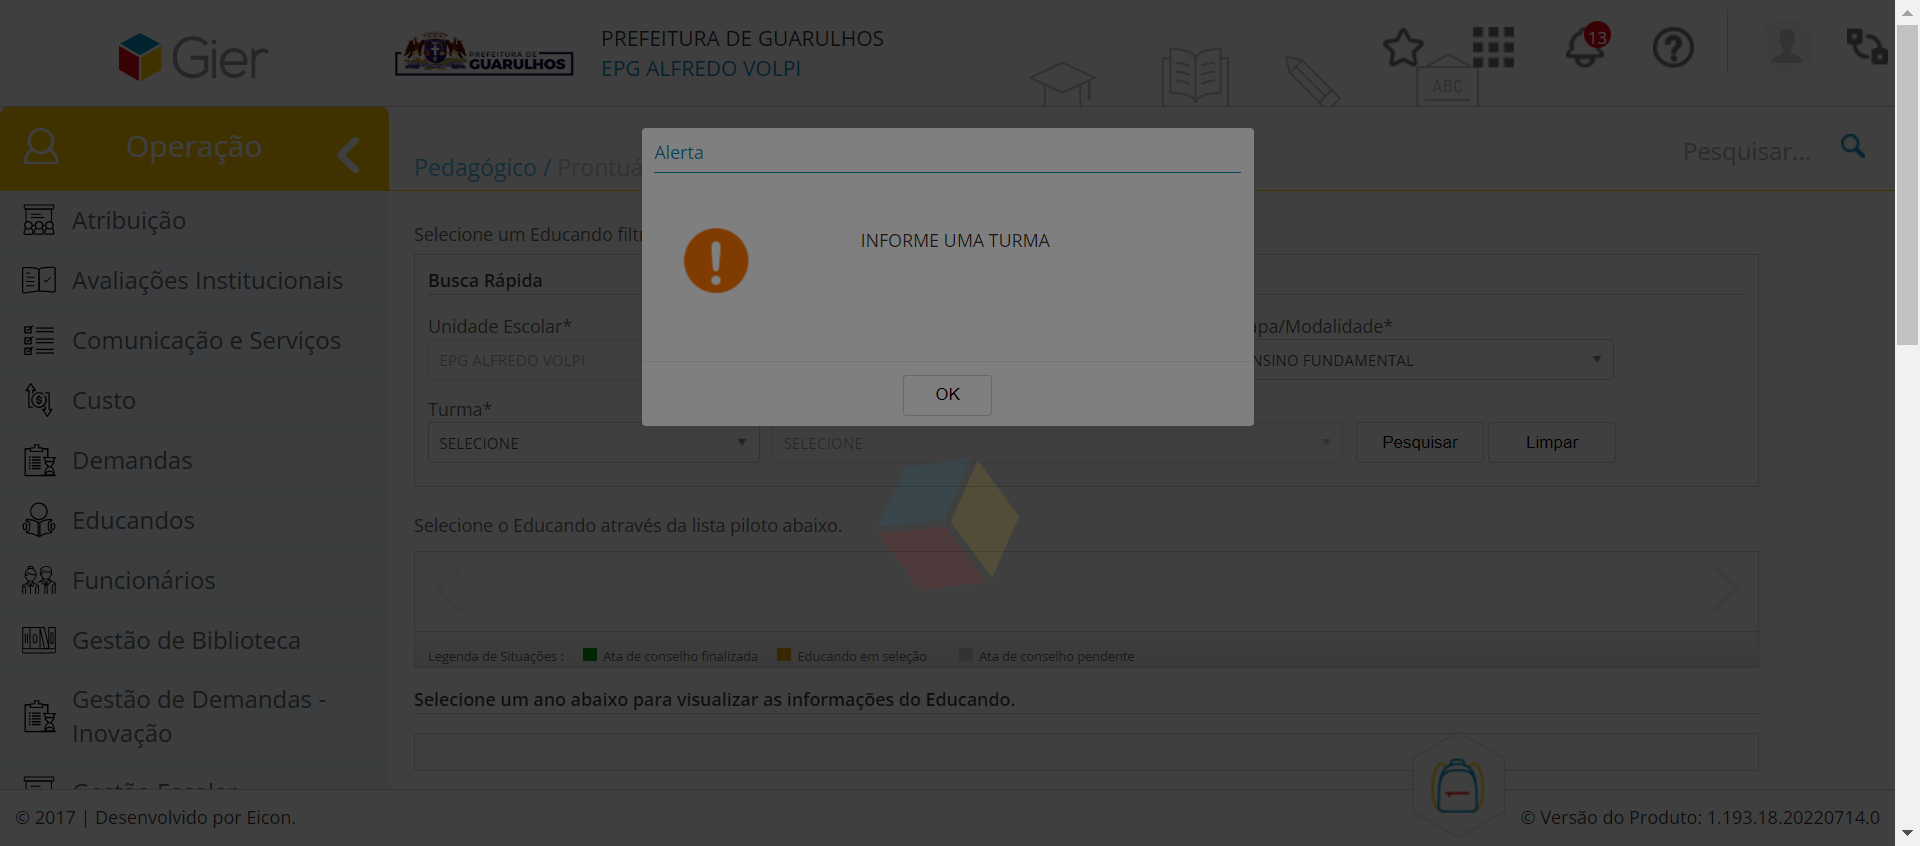 Gier
PREFEITURA DE
GUARULHOS
PREFEITURA DE GUARULHOS
EPG ALFREDO VOLPI
ABC
13
Operação
Pedagógico /
Pesquisar...
Alerta
INFORME UMA TURMA
OK
Atribuição
Avaliações Institucionais
Comunicação e Serviços
Custo
Demandas
Educandos
Funcionários
Gestão de Biblioteca
Gestão de Demandas -
Inovação
Selecione um Educando
Busca Rápida
Unidade Escolar*
EPG ALFREDO VOLPI
apa/Modalidade*
NSINO FUNDAMENTAL
Turma*
SELECIONE
SELECIONE
Pesquisar
Limpar
Selecione o Educando através da lista piloto abaixo.
Legenda de Situações :
Ata de conselho finalizada
Educando em seleção
Ata de conselho pendente
Selecione um ano abaixo para visualizar as informações do Educando.
© 2017 | Desenvolvido por Eicon.
© Versão do Produto: 1.193.18.20220714.0